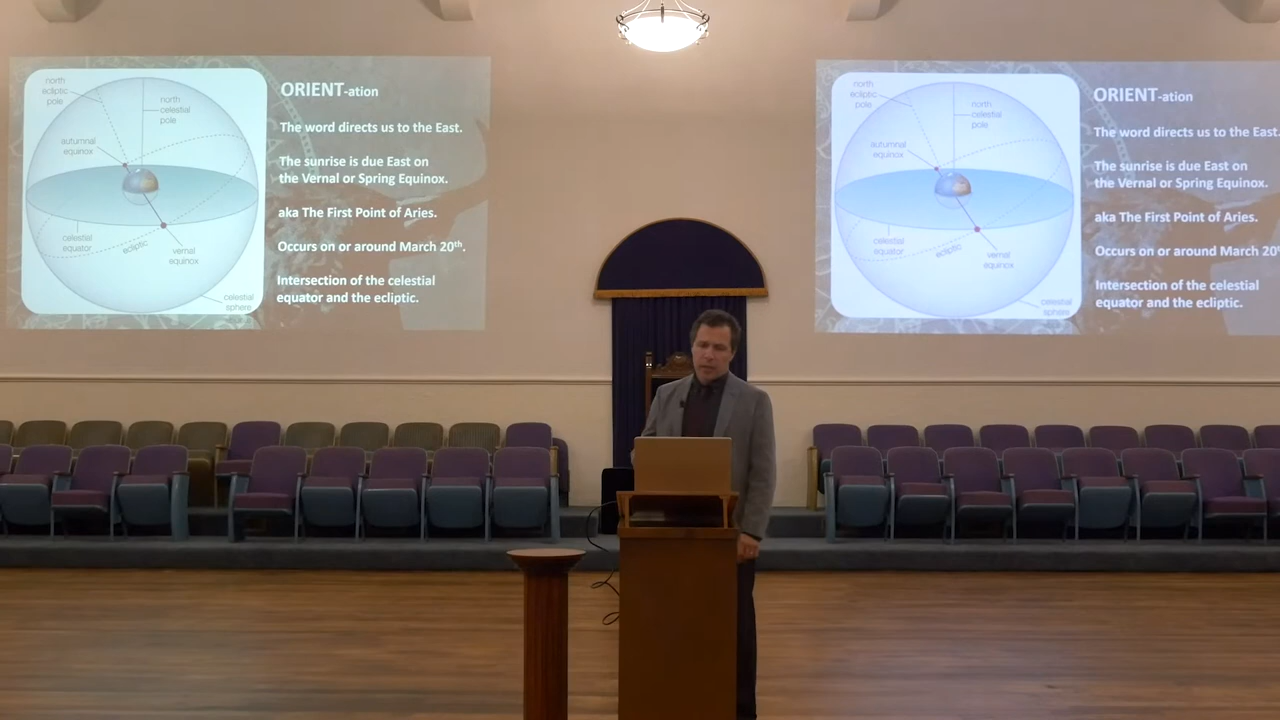 north
ecliptic
pole
north
celestial
pole
autumnal
equinox
celestial
equator
ecliptic
vernal
equinox
celestial
sphere
ORIENT-ation
The word directs us to the East.
The sunrise is due East on
the Vernal or Spring Equinox.
aka The First Point of Aries.
Occurs on or around March 20th.
Intersection of the celestial
equator and the ecliptic.
north
ecliptic
pole
north
celestial
pole
autumnal
equinox
celestial
equator
ecliptic
vernal
equinox
celestial
sphere
ORIENT-ation
The word directs us to the East.
The sunrise is due East on
the Vernal or Spring Equinox.
aka The First Point of Aries.
Occurs on or around March 20t
Intersection of the celestial
equator and the ecliptic.